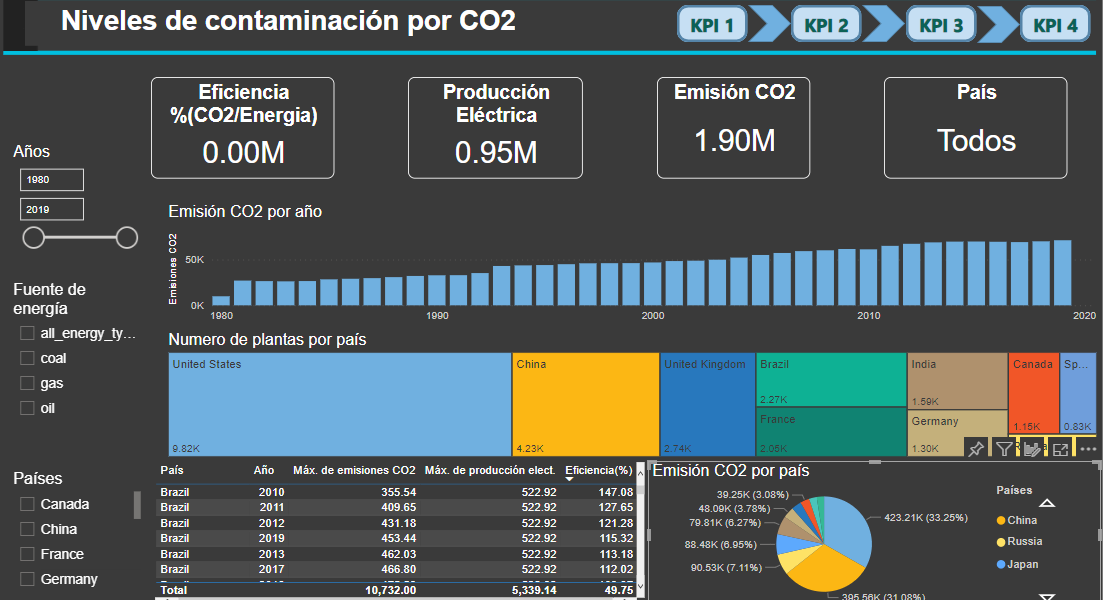 Niveles de contaminación por CO2
KPI 1
KPI 2
KPI 3
KPI 4
Eficiencia
%(CO2/Energia)
0.00M
Producción
Eléctrica
0.95M
Emisión CO2
1.90M
País
Todos
Años
1980
2019
Fuente de
energía
all_energy_ty…
coal
gas
oil
Países
Canada
China
France
Germany
Emisión CO2 por año
Emisiones CO2
50K
0K
1980
1990
2000
2010
2020
Numero de plantas por país
United States
9.82K
China
4.23K
United Kingdom
2.74K
Brazil
2.27K
France
2.05K
India
1.59K
Germany
1.30K
Canada
1.15K
Sp…
0.83K
País Año Máx. de emisiones CO2 Máx. de producción elect. Eficiencia(%)
Brazil 2010 355.54 522.92 147.08
Brazil 2011 409.65 522.92 127.65
Brazil 2012 431.18 522.92 121.28
Brazil 2019 453.44 522.92 115.32
Brazil 2013 462.03 522.92 113.18
Brazil 2017 466.80 522.92 112.02
Total 10,732.00 5,339.14 49.75
Emisión CO2 por país
39.25K (3.08%)
48.09K (3.78%)
79.81K (6.27%)
88.48K (6.95%)
90.53K (7.11%)
423.21K (33.25%)
395.56K (31.08%)
Países
China
Russia
Japan